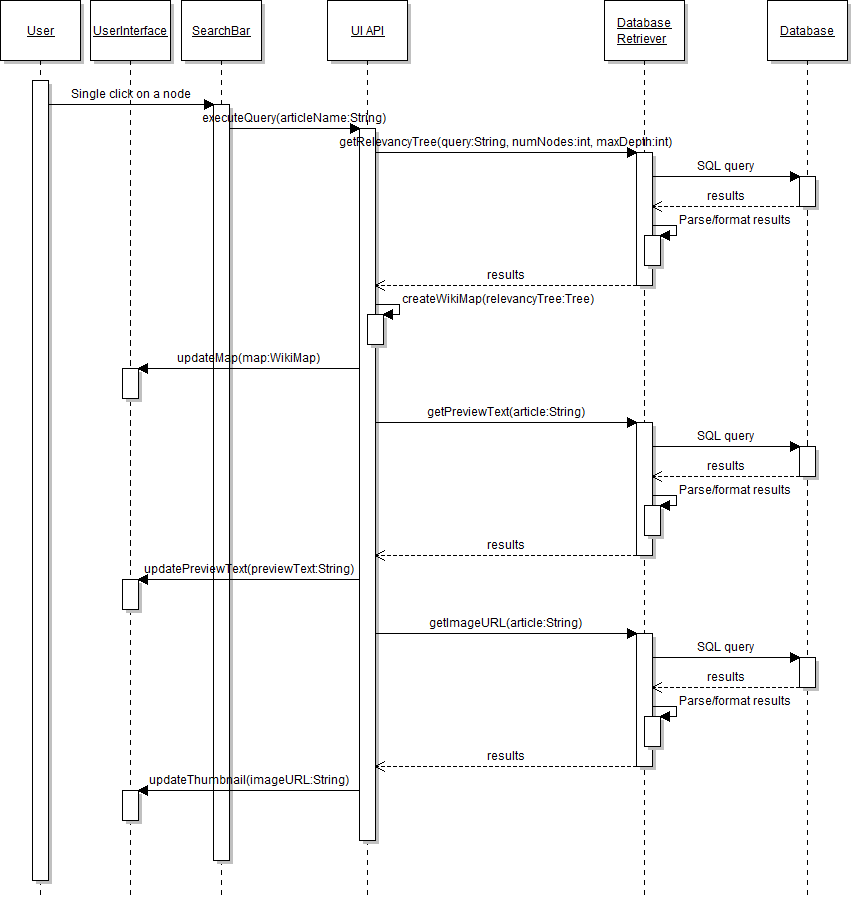 User
UserInterface
SearchBar
UI API
Database
Retriever
Database
Single click on a node
executeQuery(articleName:String)
getRelevancyTree(query:String, numNodes:int, maxDepth:int)
SQL query
results
Parse/format results
results
createWikiMap(relevancyTree:Tree)
updateMap(map:WikiMap)
getPreviewText(article:String)
SQL query
results
Parse/format results
results
updatePreviewText(previewText:String)
getImageURL(article:String)
SQL query
results
Parse/format results
results
updateThumbnail(imageURL:String)